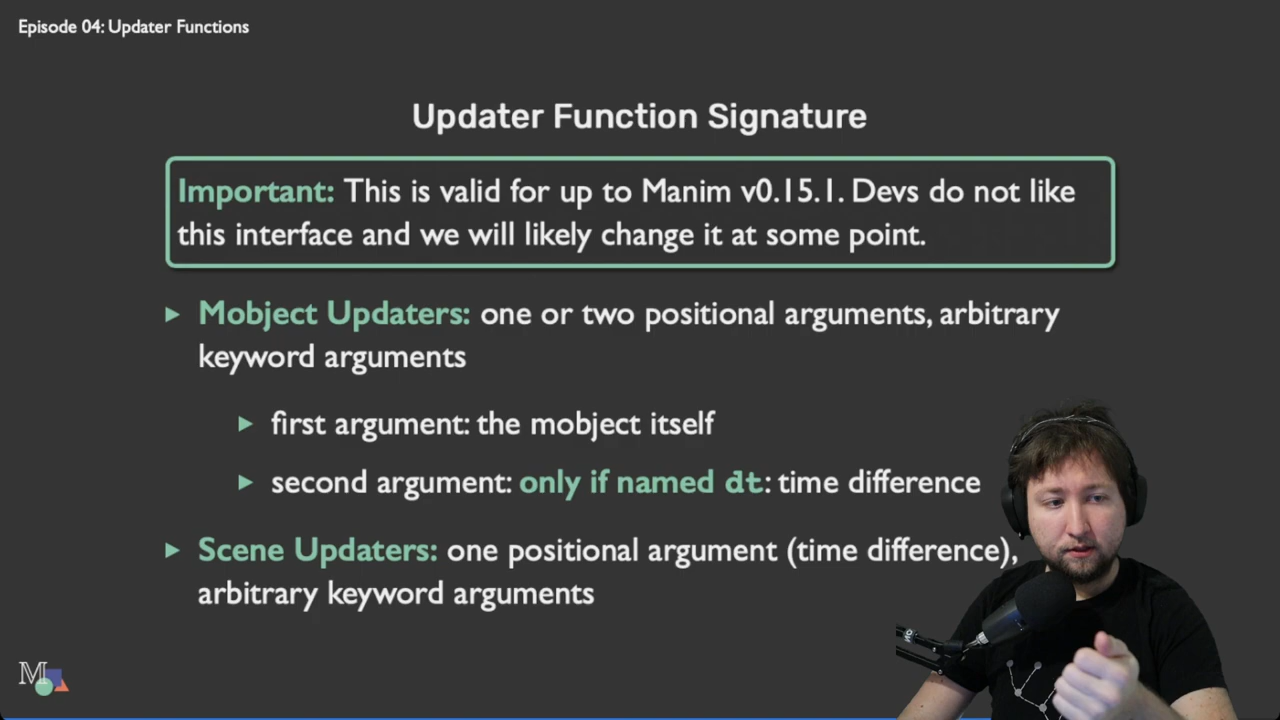 Episode 04: Updater Functions
Updater Function Signature
Important: This is valid for up to Manim v0.15.1. Devs do not like
this interface and we will likely change it at some point.
▶ Mobject Updaters: one or two positional arguments, arbitrary
keyword arguments
▶ first argument: the mobject itself
▶ second argument: only if named dt: time difference
▶ Scene Updaters: one positional argument (time difference),
arbitrary keyword arguments
M